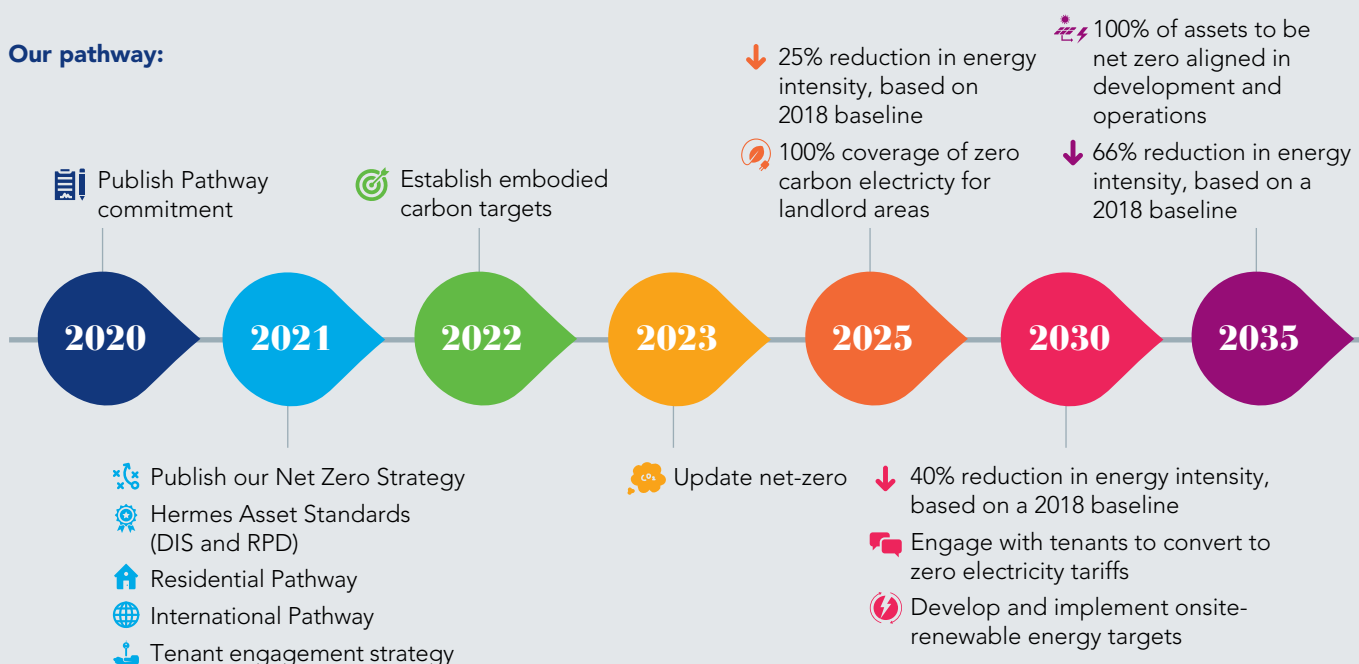 Our pathway:
Publish Pathway
commitment
Establish embodied
carbon targets
25% reduction in energy
intensity, based on
2018 baseline
100% coverage of zero
carbon electricty for
landlord areas
100% of assets to be
net zero aligned in
development and
operations
66% reduction in energy
intensity, based on a
2018 baseline
2020
2021
2022
2023
2025
2030
2035
Publish our Net Zero Strategy
Hermes Asset Standards
(DIS and RPD)
Residential Pathway
International Pathway
Tenant engagement strategy
CO₂
Update net-zero
40% reduction in energy intensity,
based on a 2018 baseline
Engage with tenants to convert to
zero electricity tariffs
Develop and implement onsite-
renewable energy targets